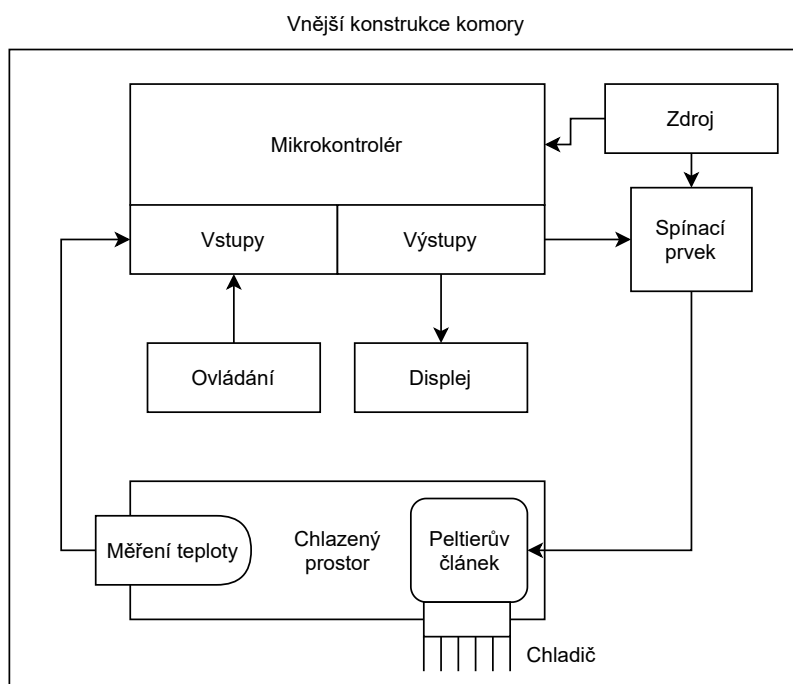 Vnější konstrukce komory
Mikrokontrolér
Zdroj
Vstupy
Výstupy
Spínací
prvek
Ovládání
Displej
Měření teploty
Chlazený
prostor
Peltierův
článek
Chladič